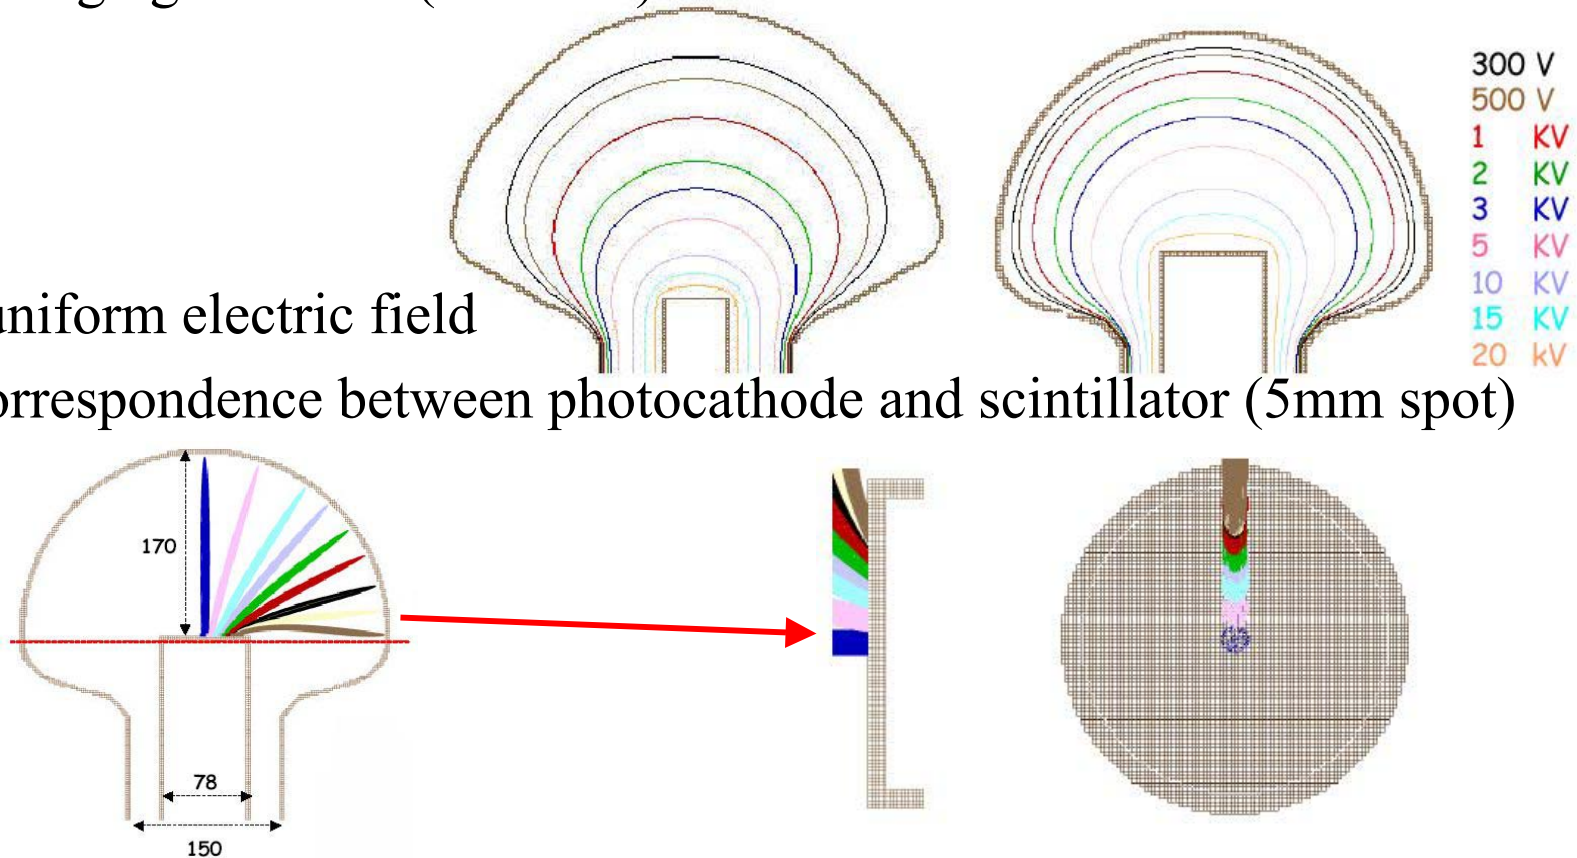 300 V
500 V
1 KV
2 KV
3 KV
5 KV
10 KV
15 KV
20 kV
uniform electric field
orrespondence between photocathode and scintillator (5mm spot)
170
78
150